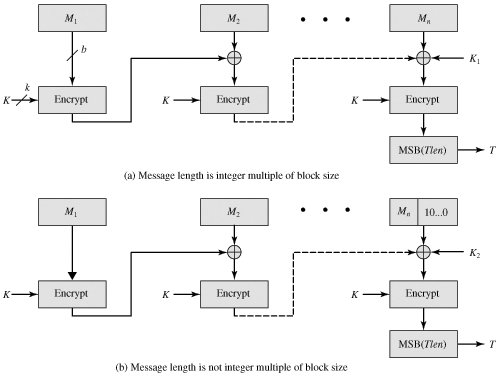 M1 M2 • • • Mn
b
K1
k
K Encrypt K Encrypt K Encrypt
MSB(Tlen) T
(a) Message length is integer multiple of block size
M1 M2 • • • Mn 10...0
K2
K Encrypt K Encrypt K Encrypt
MSB(Tlen) T
(b) Message length is not integer multiple of block size